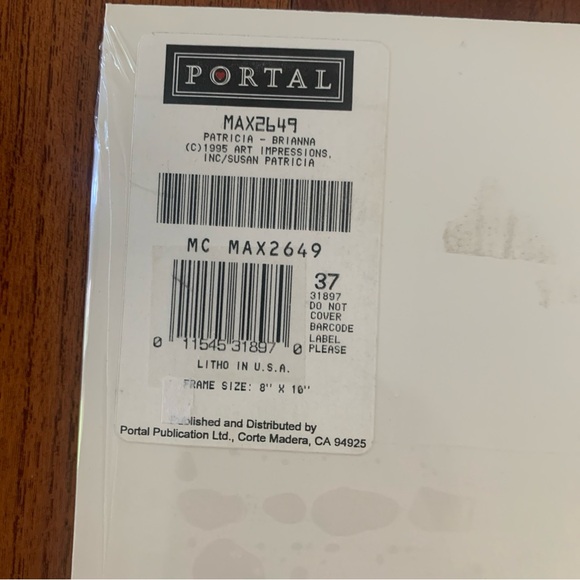 PORTAL
MAX2649
PATRICIA - BRIANNA
(C)1995 ART IMPRESSIONS,
INC/SUSAN PATRICIA
MC MAX2649
37
31897
DO NOT
COVER
BARCODE
LABEL
PLEASE
0 11545 31897 0
LITHO IN U.S.A.
FRAME SIZE: 8" X 10"
Published and Distributed by
Portal Publication Ltd., Corte Madera, CA 94925